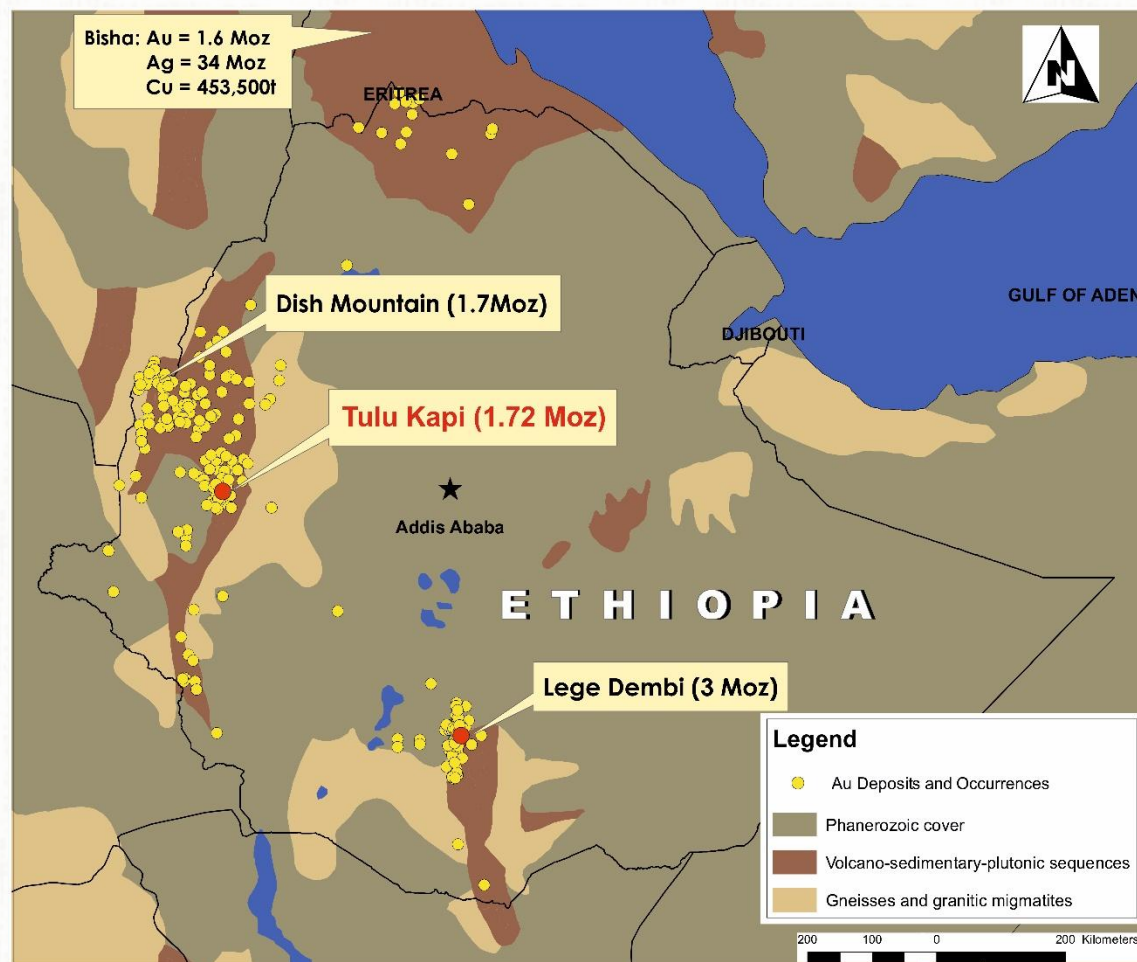 Bisha: Au = 1.6 Moz
Ag = 34 Moz
Cu = 453,500t
N
ERITREA
Dish Mountain (1.7Moz)
GULF OF ADEN
DJIBOUTI
Tulu Kapi (1.72 Moz)
Addis Ababa
ETHIOPIA
Lege Dembi (3 Moz)
Legend
Au Deposits and Occurrences
Phanerozoic cover
Volcano-sedimentary-plutonic sequences
Gneisses and granitic migmatites
200 100 0 200 Kilometers